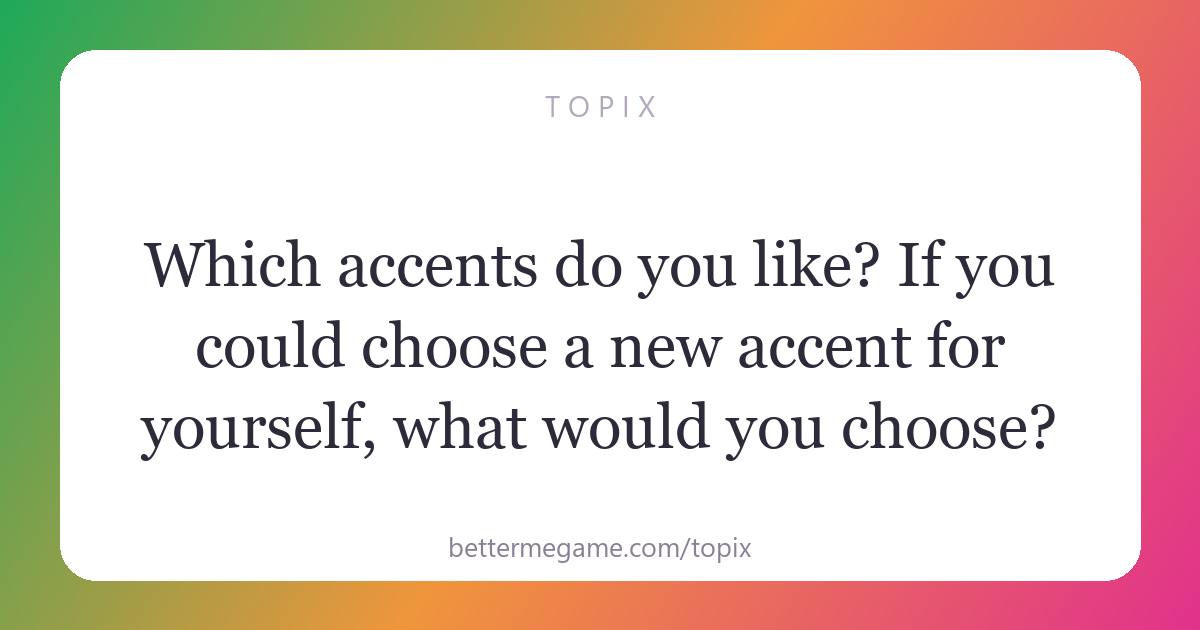 TOPIX
Which accents do you like? If you
could choose a new accent for
yourself, what would you choose?
bettermegame.com/topix